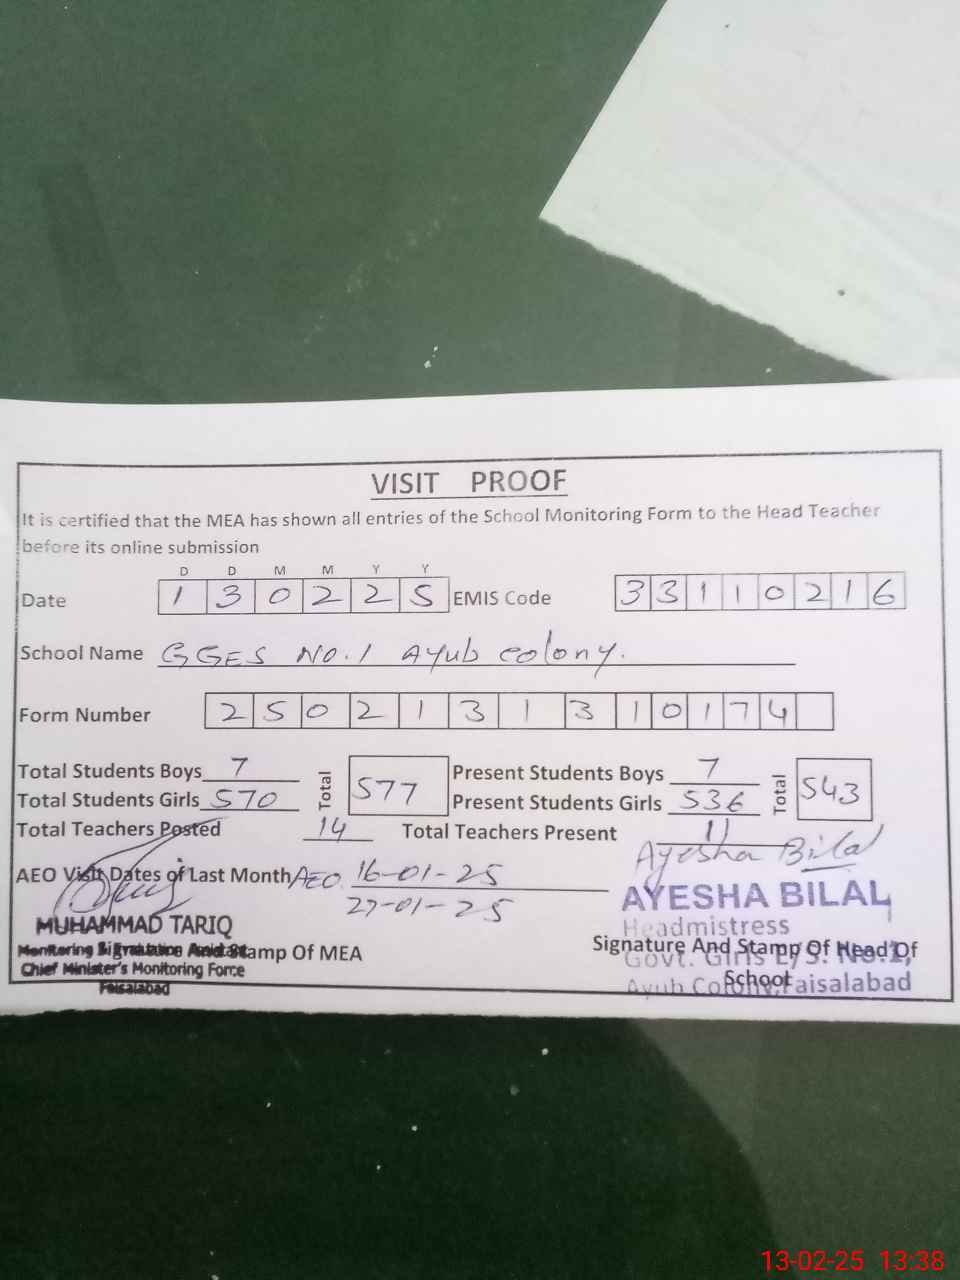 VISIT PROOF
It is certified that the MEA has shown all entries of the School Monitoring Form to the Head Teacher
before its online submission
D D M M Y Y
Date 1 3 0 2 2 5 EMIS Code 3 3 1 1 0 2 1 6
School Name GGES No.1 Ayub colony.
Form Number 2 5 0 2 1 3 1 3 1 0 1 7 4
Total Students Boys 7 Total 577 Present Students Boys 7 Total 543
Total Students Girls 570 Present Students Girls 536
Total Teachers Posted 14 Total Teachers Present 11
Ayesha Bilal
AEO Visit Dates of Last Month AEO 16-01-25
27-01-25
AYESHA BILAL
MUHAMMAD TARIQ
Headmistress
Signature And Stamp Of MEA
Signature And Stamp Of Head Of
School
Monitoring & Evaluation Assistant
Chief Minister's Monitoring Force
Faisalabad
Govt. Girls E/S. No.1,
Ayub Colony, Faisalabad
13-02-25 13:38